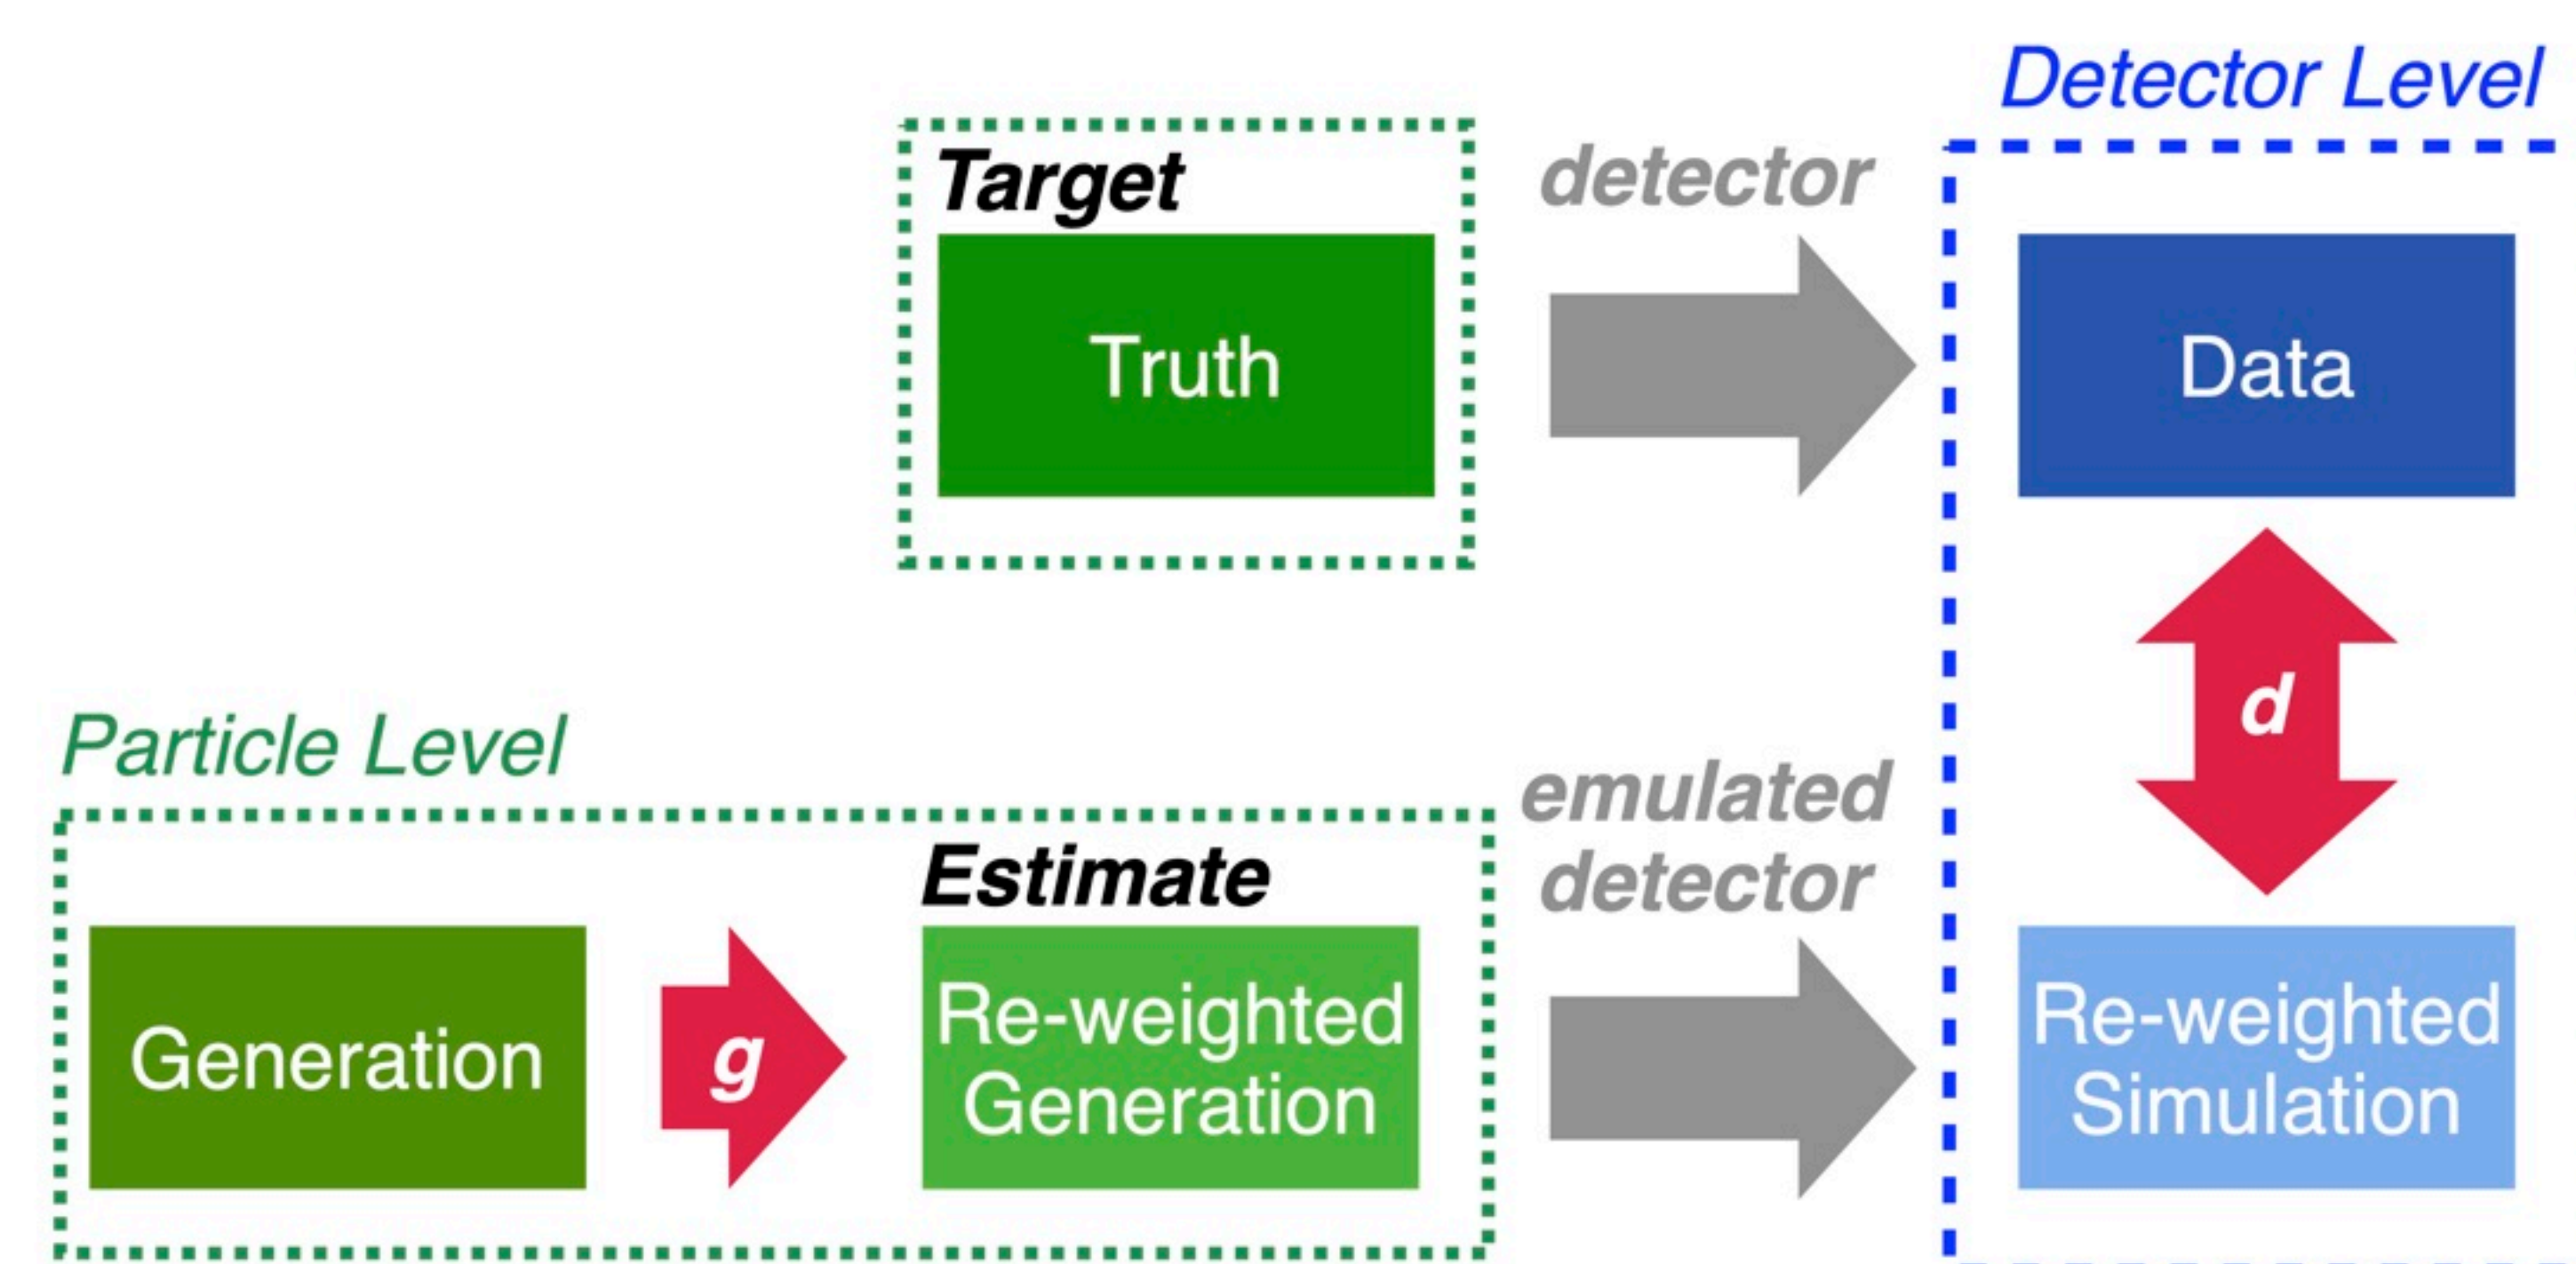 Detector Level
Target
detector
Truth
Data
d
Particle Level
emulated
detector
Estimate
Generation
g
Re-weighted
Generation
Re-weighted
Simulation